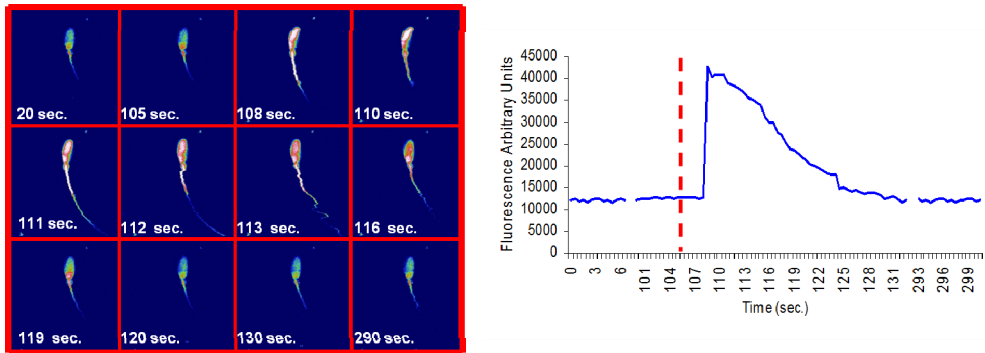 20 sec.
105 sec.
108 sec.
110 sec.
111 sec.
112 sec.
113 sec.
116 sec.
119 sec.
120 sec.
130 sec.
290 sec.
Fluorescence Arbitrary Units
45000
40000
35000
30000
25000
20000
15000
10000
5000
0
0 3 6 101 104 107 110 113 116 119 122 125 128 131 293 296 299
Time (sec.)